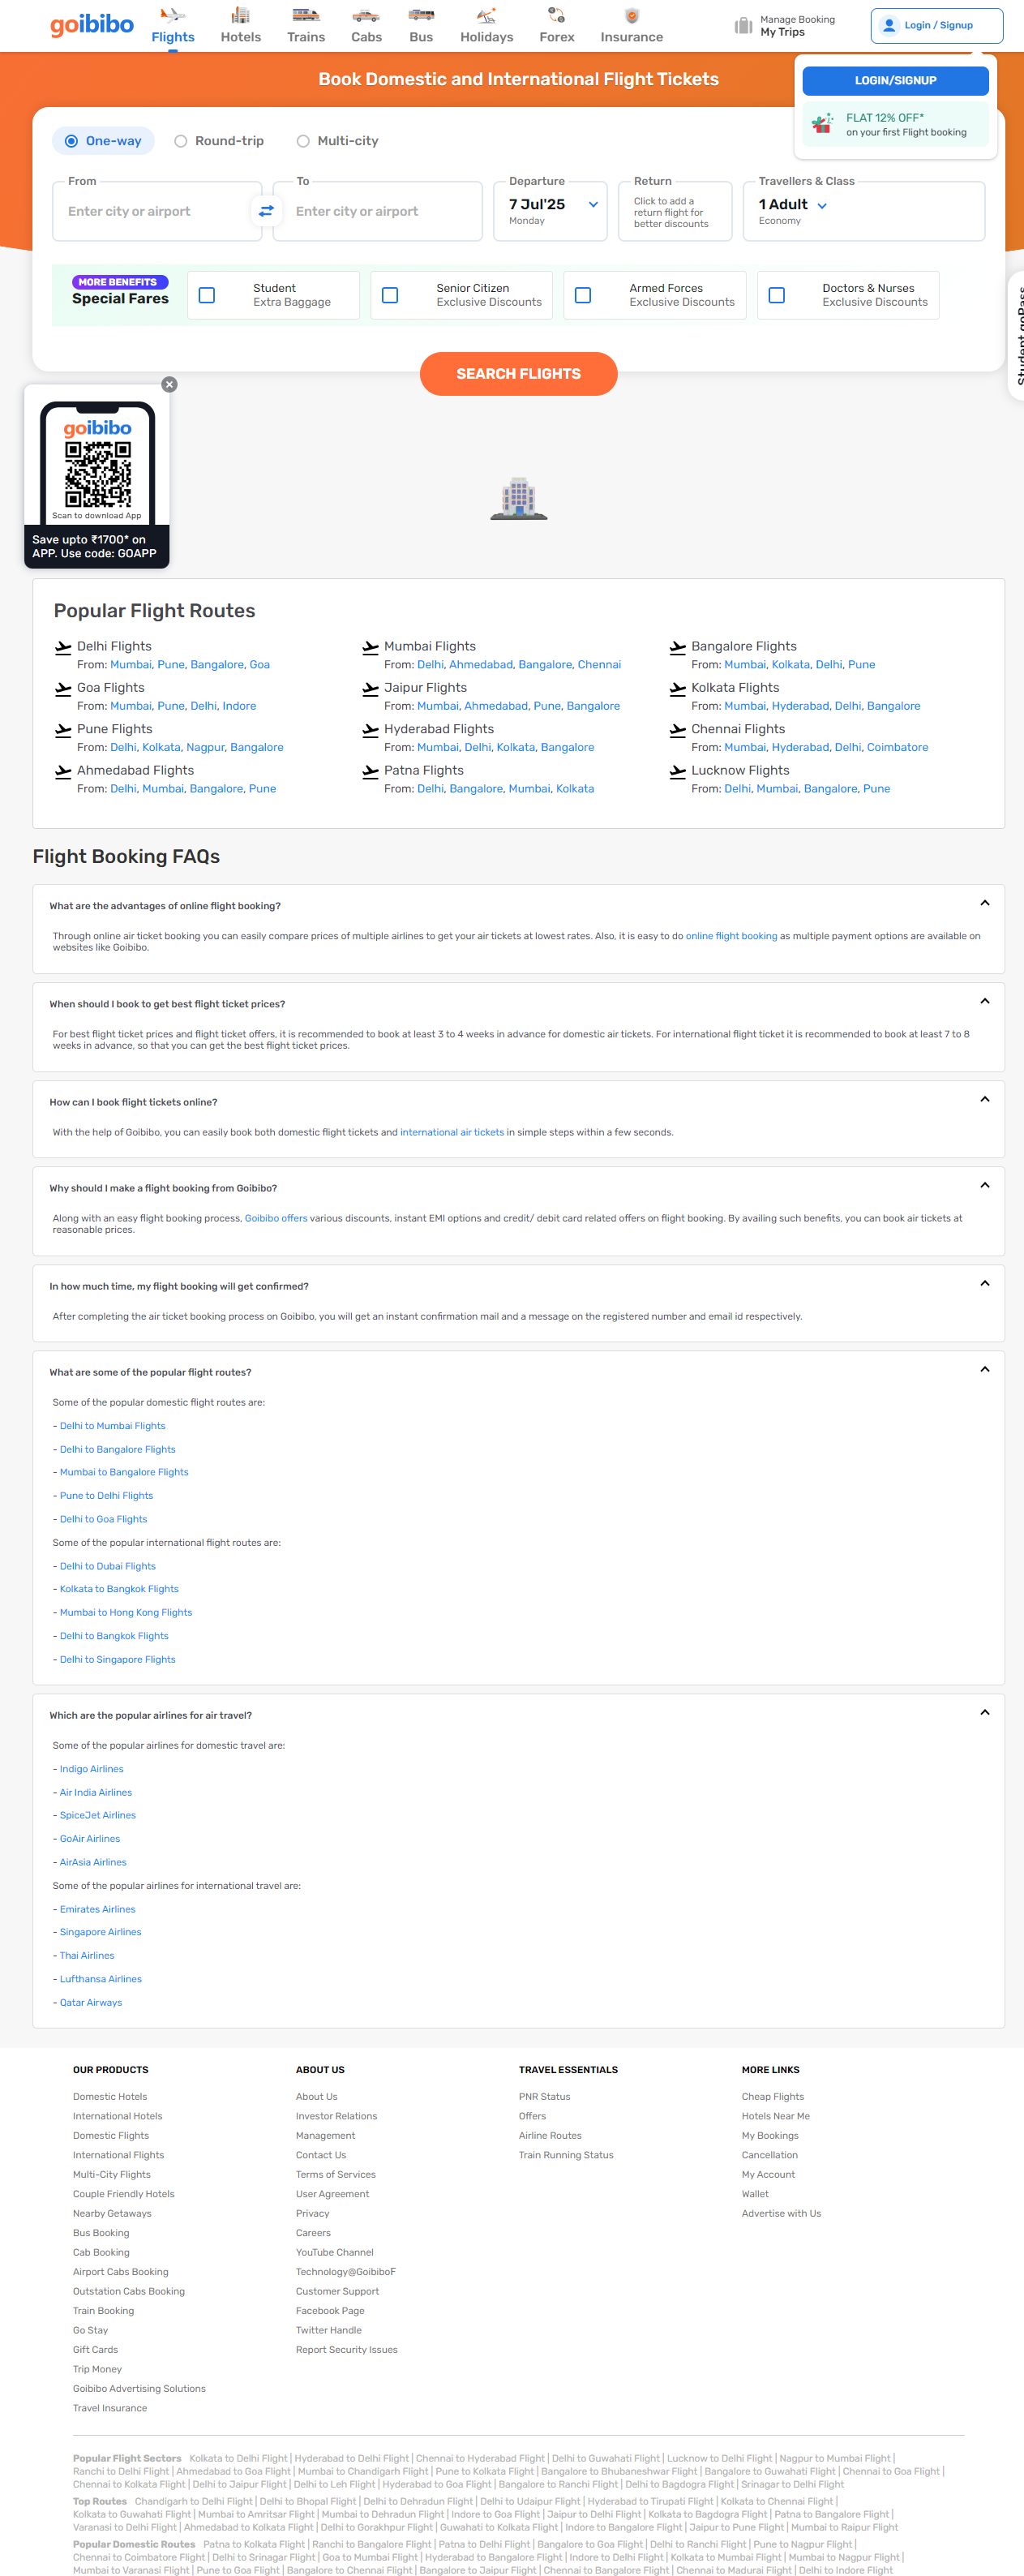 goibibo
Flights Hotels Trains Cabs Bus Holidays Forex Insurance
Manage Booking
My Trips
Login / Signup
Book Domestic and International Flight Tickets
LOGIN/SIGNUP
FLAT 12% OFF*
on your first Flight booking
One-way Round-trip Multi-city
From To Departure Return Travellers & Class
Enter city or airport
Enter city or airport
7 Jul'25
Monday
Click to add a
return flight for
better discounts
1 Adult
Economy
MORE BENEFITS
Special Fares
Student
Extra Baggage
Senior Citizen
Exclusive Discounts
Armed Forces
Exclusive Discounts
Doctors & Nurses
Exclusive Discounts
Student goPass
SEARCH FLIGHTS
goibibo
Scan to download App
Save upto ₹1700* on
APP. Use code: GOAPP
Popular Flight Routes
Delhi Flights
From: Mumbai, Pune, Bangalore, Goa
Mumbai Flights
From: Delhi, Ahmedabad, Bangalore, Chennai
Bangalore Flights
From: Mumbai, Kolkata, Delhi, Pune
Goa Flights
From: Mumbai, Pune, Delhi, Indore
Jaipur Flights
From: Mumbai, Ahmedabad, Pune, Bangalore
Kolkata Flights
From: Mumbai, Hyderabad, Delhi, Bangalore
Pune Flights
From: Delhi, Kolkata, Nagpur, Bangalore
Hyderabad Flights
From: Mumbai, Delhi, Kolkata, Bangalore
Chennai Flights
From: Mumbai, Hyderabad, Delhi, Coimbatore
Ahmedabad Flights
From: Delhi, Mumbai, Bangalore, Pune
Patna Flights
From: Delhi, Bangalore, Mumbai, Kolkata
Lucknow Flights
From: Delhi, Mumbai, Bangalore, Pune
Flight Booking FAQs
What are the advantages of online flight booking?
Through online air ticket booking you can easily compare prices of multiple airlines to get your air tickets at lowest rates. Also, it is easy to do online flight booking as multiple payment options are available on
websites like Goibibo.
When should I book to get best flight ticket prices?
For best flight ticket prices and flight ticket offers, it is recommended to book at least 3 to 4 weeks in advance for domestic air tickets. For international flight ticket it is recommended to book at least 7 to 8
weeks in advance, so that you can get the best flight ticket prices.
How can I book flight tickets online?
With the help of Goibibo, you can easily book both domestic flight tickets and international air tickets in simple steps within a few seconds.
Why should I make a flight booking from Goibibo?
Along with an easy flight booking process, Goibibo offers various discounts, instant EMI options and credit/ debit card related offers on flight booking. By availing such benefits, you can book air tickets at
reasonable prices.
In how much time, my flight booking will get confirmed?
After completing the air ticket booking process on Goibibo, you will get an instant confirmation mail and a message on the registered number and email id respectively.
What are some of the popular flight routes?
Some of the popular domestic flight routes are:
- Delhi to Mumbai Flights
- Delhi to Bangalore Flights
- Mumbai to Bangalore Flights
- Pune to Delhi Flights
- Delhi to Goa Flights
Some of the popular international flight routes are:
- Delhi to Dubai Flights
- Kolkata to Bangkok Flights
- Mumbai to Hong Kong Flights
- Delhi to Bangkok Flights
- Delhi to Singapore Flights
Which are the popular airlines for air travel?
Some of the popular airlines for domestic travel are:
- Indigo Airlines
- Air India Airlines
- SpiceJet Airlines
- GoAir Airlines
- AirAsia Airlines
Some of the popular airlines for international travel are:
- Emirates Airlines
- Singapore Airlines
- Thai Airlines
- Lufthansa Airlines
- Qatar Airways
OUR PRODUCTS
Domestic Hotels
International Hotels
Domestic Flights
International Flights
Multi-City Flights
Couple Friendly Hotels
Nearby Getaways
Bus Booking
Cab Booking
Airport Cabs Booking
Outstation Cabs Booking
Train Booking
Go Stay
Gift Cards
Trip Money
Goibibo Advertising Solutions
Travel Insurance
ABOUT US
About Us
Investor Relations
Management
Contact Us
Terms of Services
User Agreement
Privacy
Careers
YouTube Channel
Technology@GoibiboF
Customer Support
Facebook Page
Twitter Handle
Report Security Issues
TRAVEL ESSENTIALS
PNR Status
Offers
Airline Routes
Train Running Status
MORE LINKS
Cheap Flights
Hotels Near Me
My Bookings
Cancellation
My Account
Wallet
Advertise with Us
Popular Flight Sectors Kolkata to Delhi Flight | Hyderabad to Delhi Flight | Chennai to Hyderabad Flight | Delhi to Guwahati Flight | Lucknow to Delhi Flight | Nagpur to Mumbai Flight |
Ranchi to Delhi Flight | Ahmedabad to Goa Flight | Mumbai to Chandigarh Flight | Pune to Kolkata Flight | Bangalore to Bhubaneshwar Flight | Bangalore to Guwahati Flight | Chennai to Goa Flight |
Chennai to Kolkata Flight | Delhi to Jaipur Flight | Delhi to Leh Flight | Hyderabad to Goa Flight | Bangalore to Ranchi Flight | Delhi to Bagdogra Flight | Srinagar to Delhi Flight
Top Routes Chandigarh to Delhi Flight | Delhi to Bhopal Flight | Delhi to Dehradun Flight | Delhi to Udaipur Flight | Hyderabad to Tirupati Flight | Kolkata to Chennai Flight |
Kolkata to Guwahati Flight | Mumbai to Amritsar Flight | Mumbai to Dehradun Flight | Indore to Goa Flight | Jaipur to Delhi Flight | Kolkata to Bagdogra Flight | Patna to Bangalore Flight |
Varanasi to Delhi Flight | Ahmedabad to Kolkata Flight | Delhi to Gorakhpur Flight | Guwahati to Kolkata Flight | Indore to Bangalore Flight | Jaipur to Pune Flight | Mumbai to Raipur Flight
Popular Domestic Routes Patna to Kolkata Flight | Ranchi to Bangalore Flight | Patna to Delhi Flight | Bangalore to Goa Flight | Delhi to Ranchi Flight | Pune to Nagpur Flight |
Chennai to Coimbatore Flight | Delhi to Srinagar Flight | Goa to Mumbai Flight | Hyderabad to Bangalore Flight | Indore to Delhi Flight | Kolkata to Mumbai Flight | Mumbai to Nagpur Flight |
Mumbai to Varanasi Flight | Pune to Goa Flight | Bangalore to Chennai Flight | Bangalore to Jaipur Flight | Chennai to Bangalore Flight | Chennai to Madurai Flight | Delhi to Indore Flight